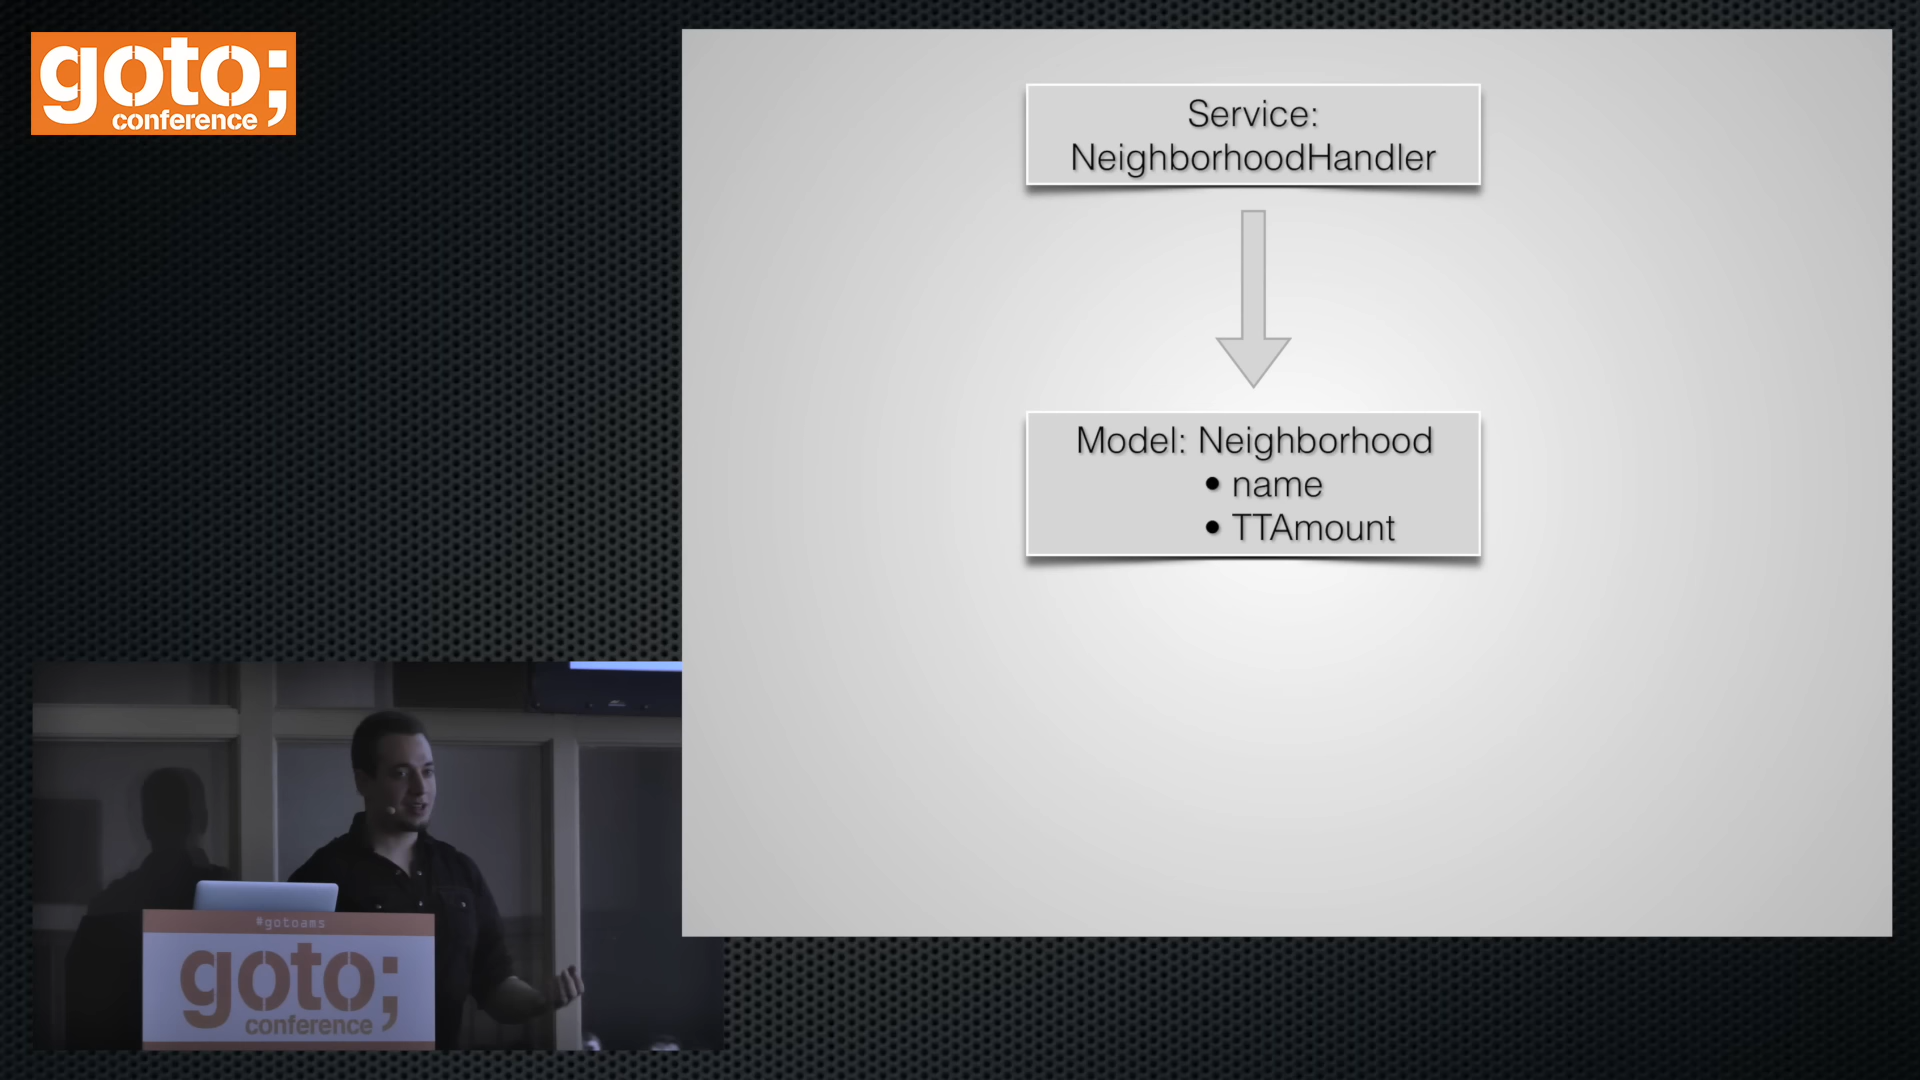 goto;
conference
Service:
NeighborhoodHandler
Model: Neighborhood
• name
• TTAmount
#gotoams
goto;
conference